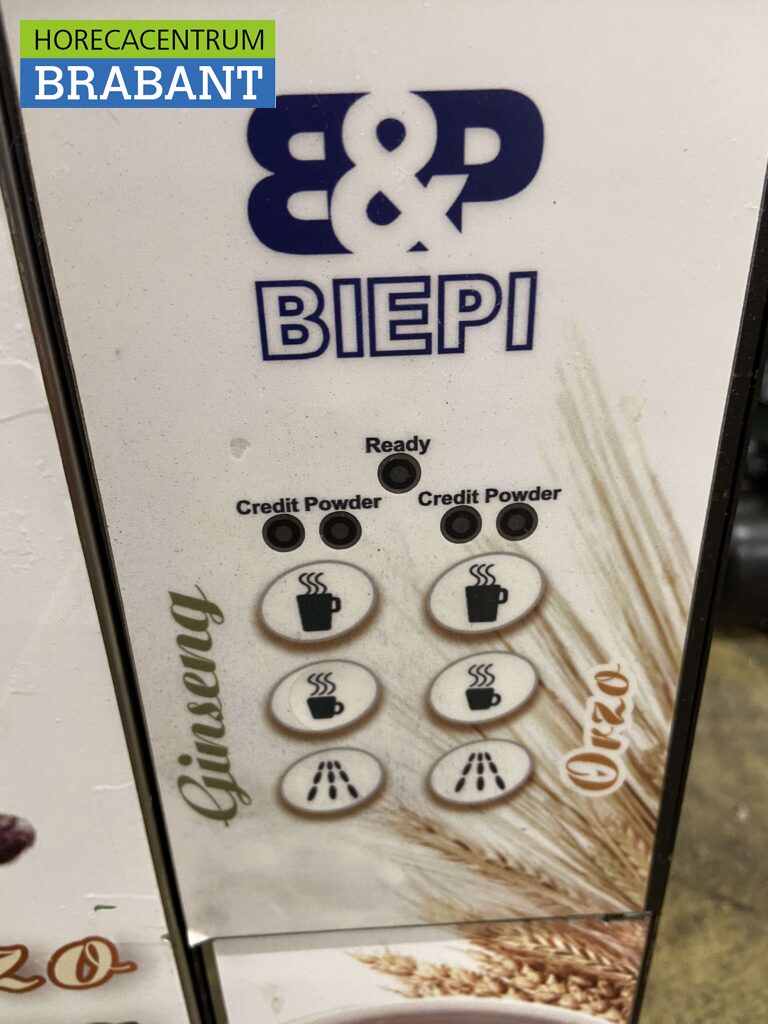 HORECACENTRUM
BRABANT
B&P
BIEPI
Ready
Credit Powder
Credit Powder
Ginseng
Orzo
zo